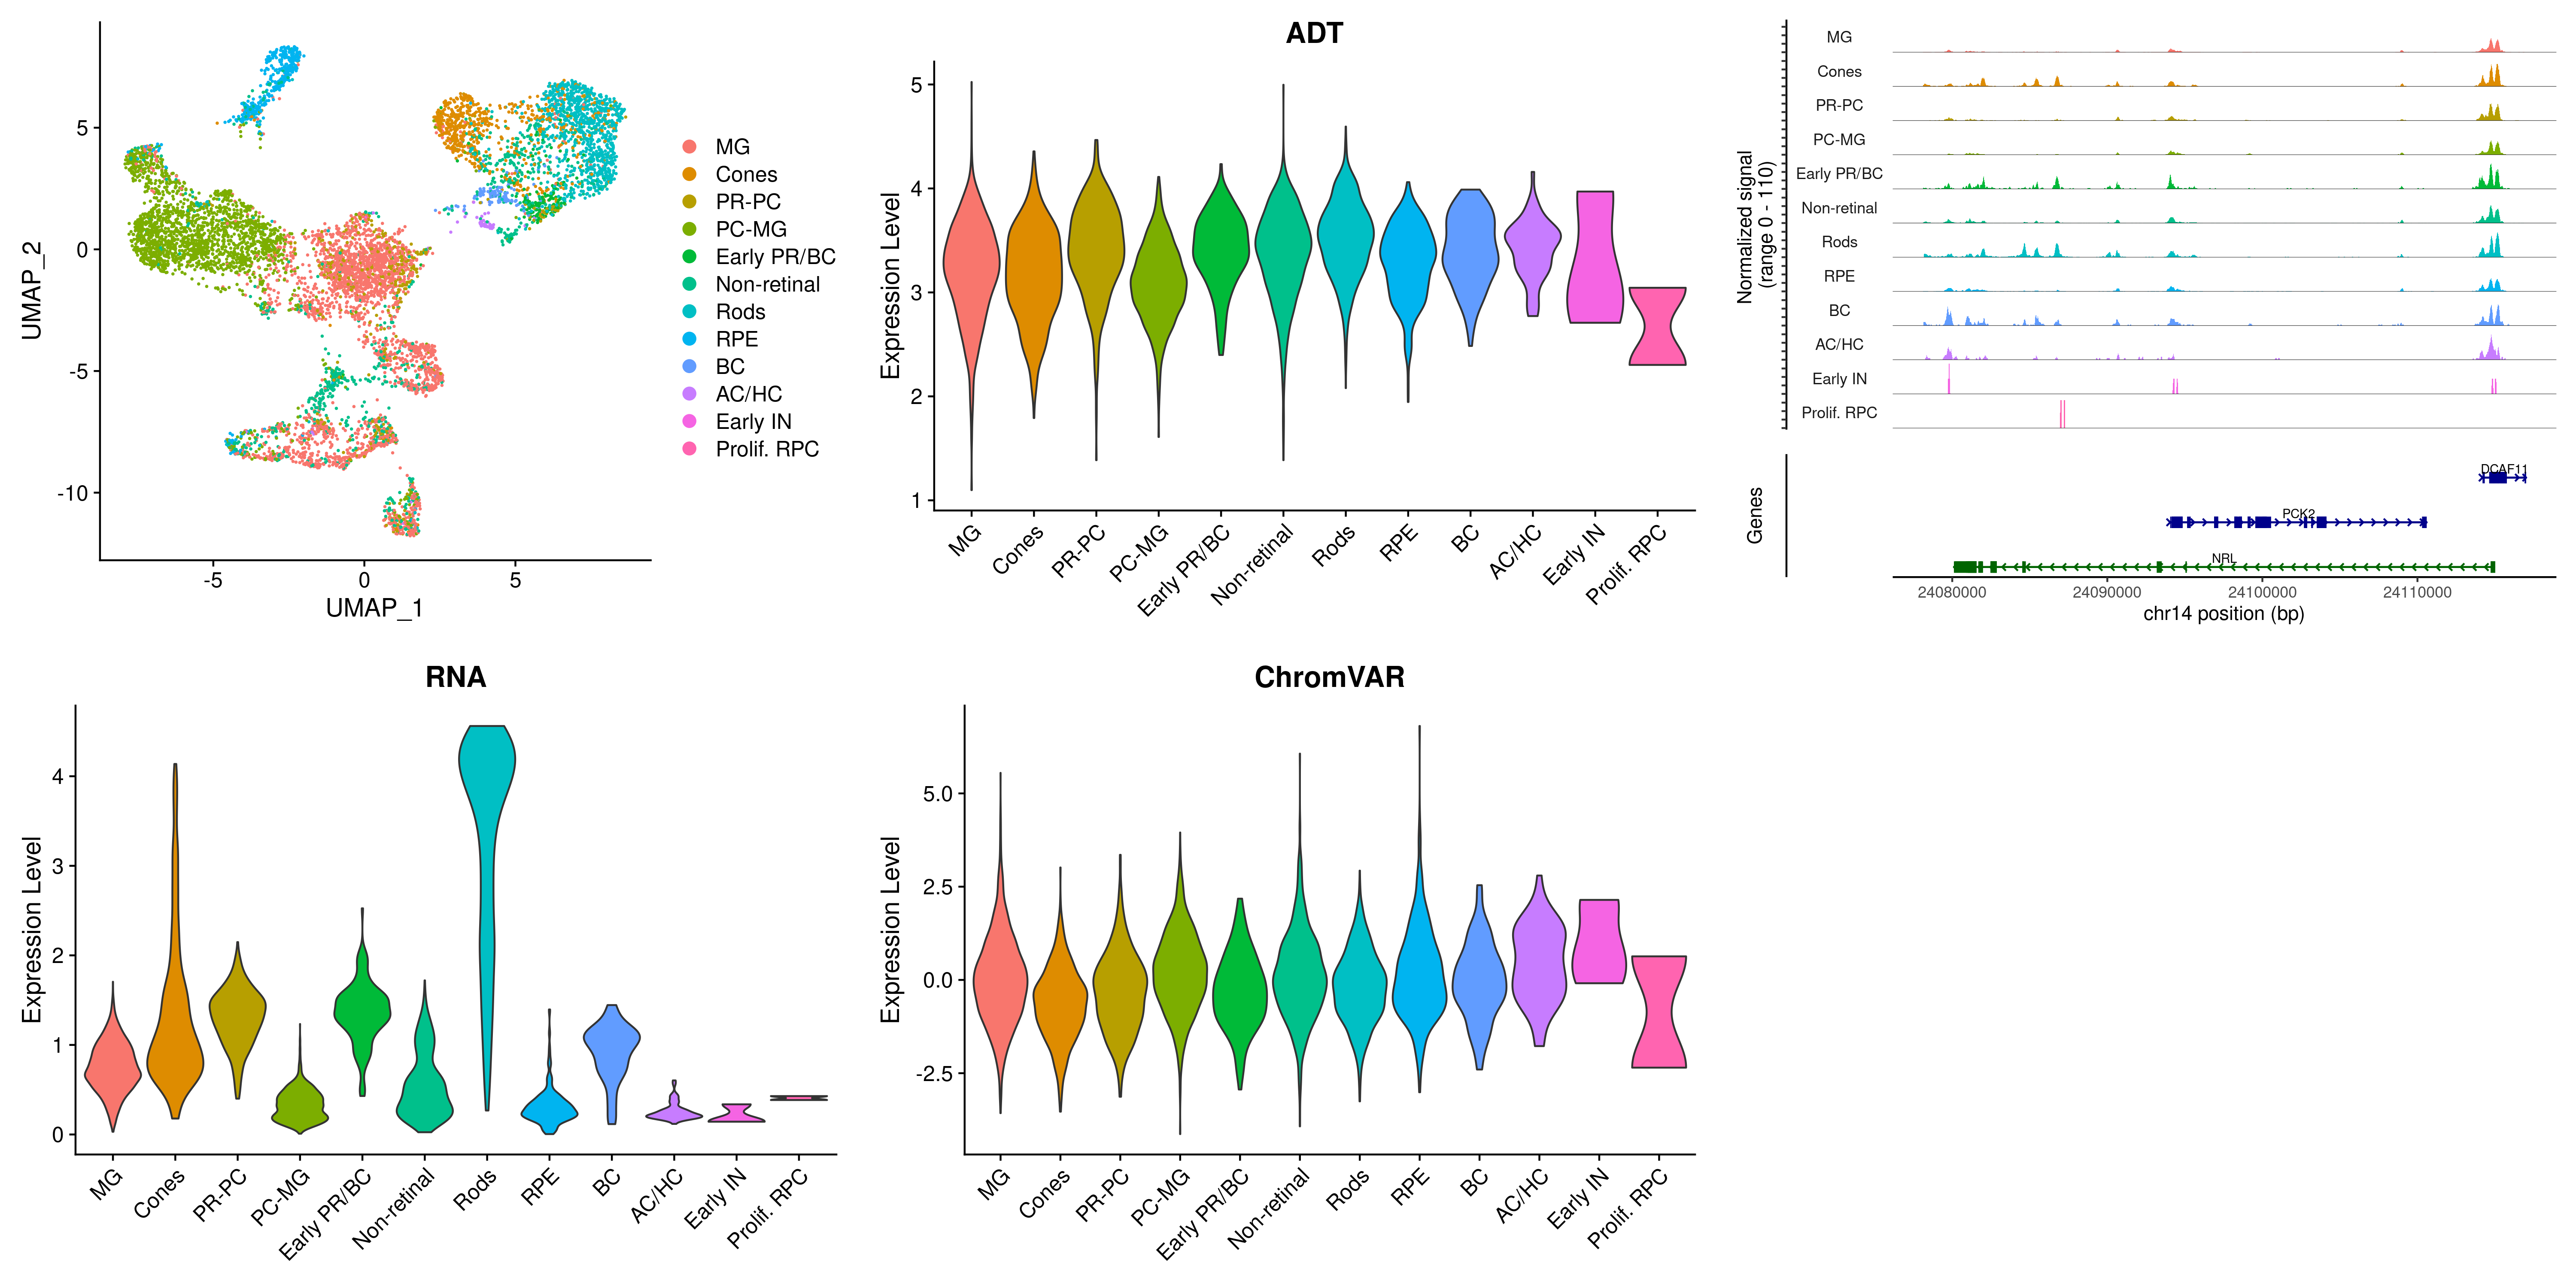 UMAP_2
5
0
-5
-10
-5
0
5
UMAP_1
MG
Cones
PR-PC
PC-MG
Early PR/BC
Non-retinal
Rods
RPE
BC
AC/HC
Early IN
Prolif. RPC
ADT
Expression Level
5
4
3
2
1
MG
Cones
PR-PC
PC-MG
Early PR/BC
Non-retinal
Rods
RPE
BC
AC/HC
Early IN
Prolif. RPC
Normalized signal
(range 0 - 110)
MG
Cones
PR-PC
PC-MG
Early PR/BC
Non-retinal
Rods
RPE
BC
AC/HC
Early IN
Prolif. RPC
Genes
DCAF11
PCK2
NRL
24080000
24090000
24100000
24110000
chr14 position (bp)
RNA
Expression Level
4
3
2
1
0
MG
Cones
PR-PC
PC-MG
Early PR/BC
Non-retinal
Rods
RPE
BC
AC/HC
Early IN
Prolif. RPC
ChromVAR
Expression Level
5.0
2.5
0.0
-2.5
MG
Cones
PR-PC
PC-MG
Early PR/BC
Non-retinal
Rods
RPE
BC
AC/HC
Early IN
Prolif. RPC